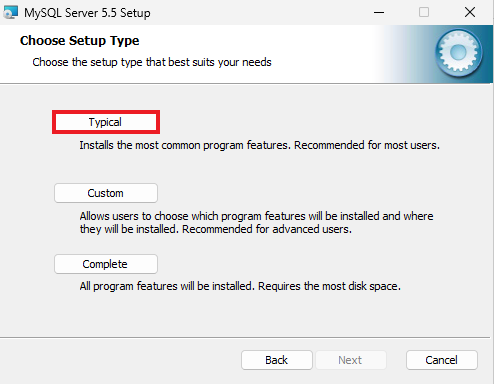 MySQL Server 5.5 Setup
Choose Setup Type
Choose the setup type that best suits your needs
Typical
Installs the most common program features. Recommended for most users.
Custom
Allows users to choose which program features will be installed and where
they will be installed. Recommended for advanced users.
Complete
All program features will be installed. Requires the most disk space.
Back Next Cancel